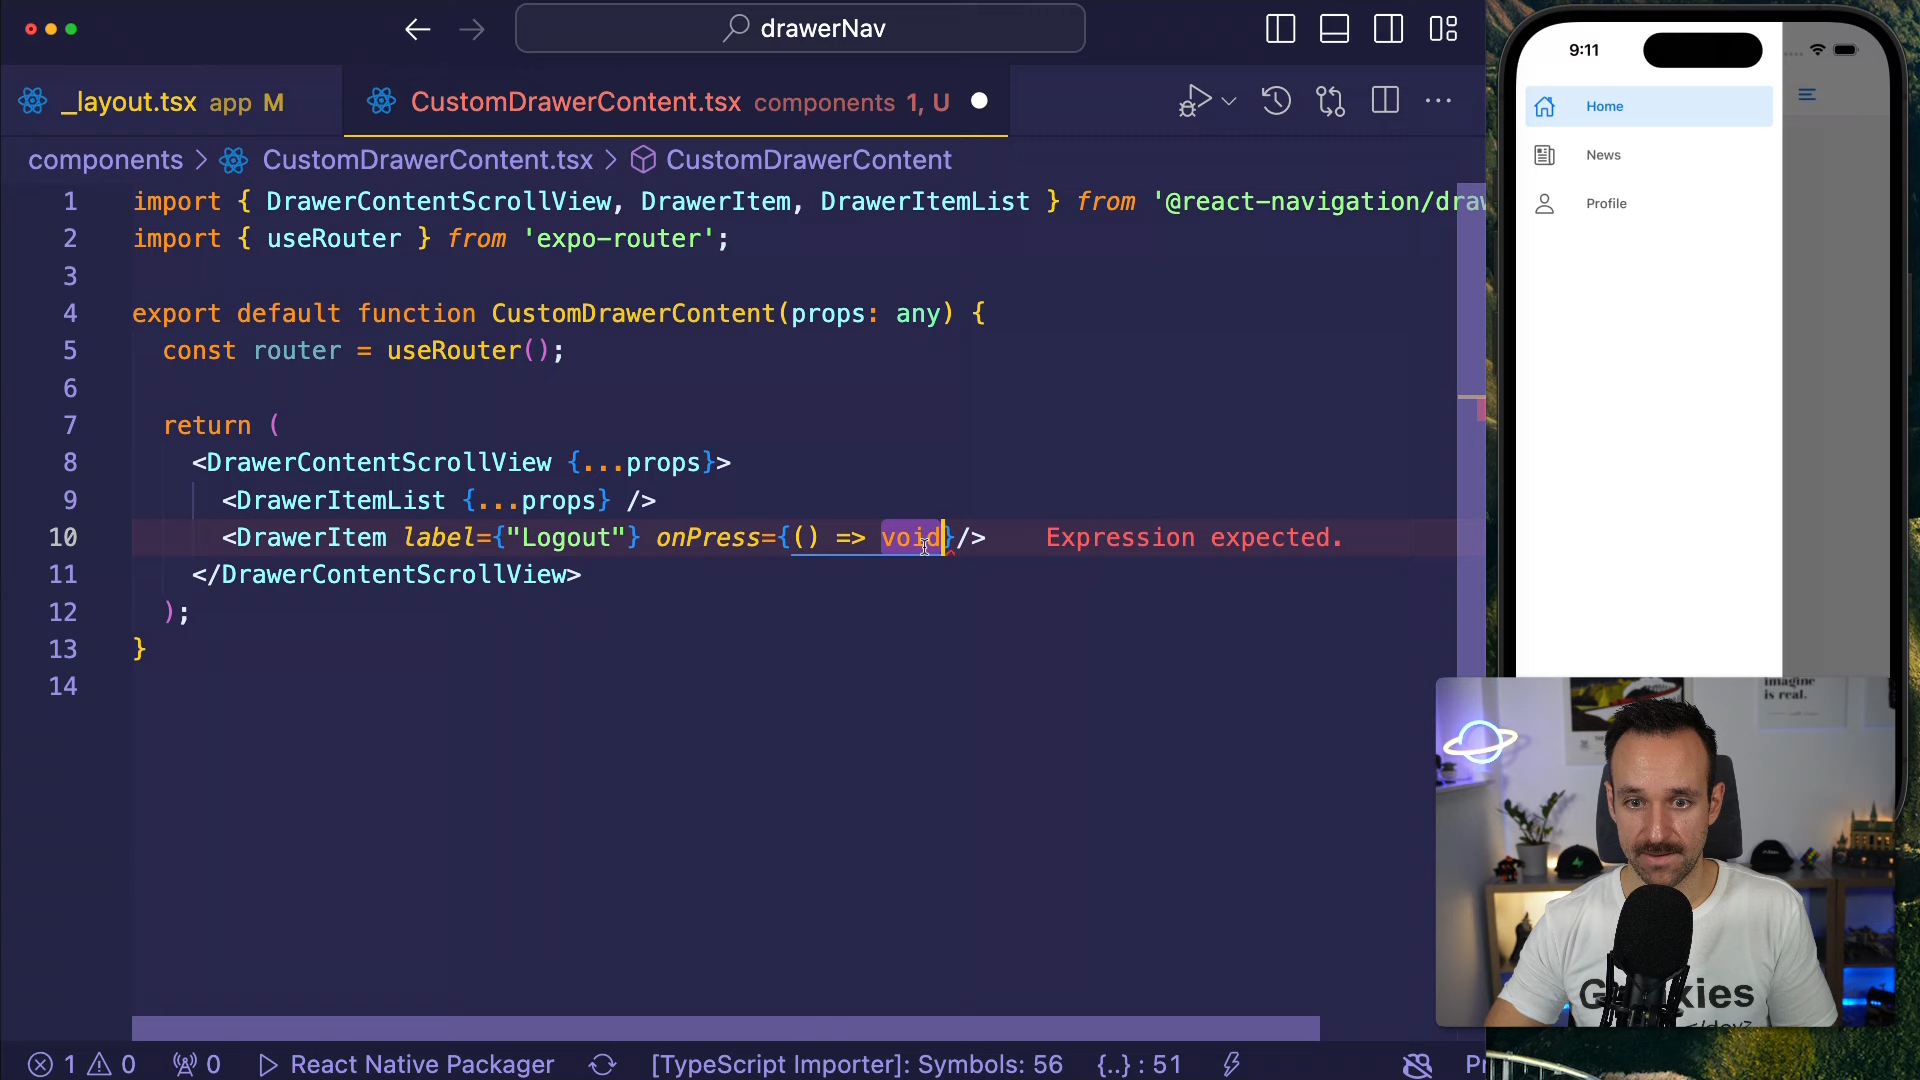 drawerNav
_layout.tsx app M
CustomDrawerContent.tsx components 1, U
components > CustomDrawerContent.tsx > CustomDrawerContent
1 import { DrawerContentScrollView, DrawerItem, DrawerItemList } from '@react-navigation/draw
2 import { useRouter } from 'expo-router';
3
4 export default function CustomDrawerContent(props: any) {
5 const router = useRouter();
6
7 return (
8 <DrawerContentScrollView {...props}>
9 <DrawerItemList {...props} />
10 <DrawerItem label={"Logout"} onPress={() => void}/> Expression expected.
11 </DrawerContentScrollView>
12 );
13 }
14
1 0 0 React Native Packager [TypeScript Importer]: Symbols: 56 {..} : 51 Pr
9:11
Home
News
Profile
imagine
is real.